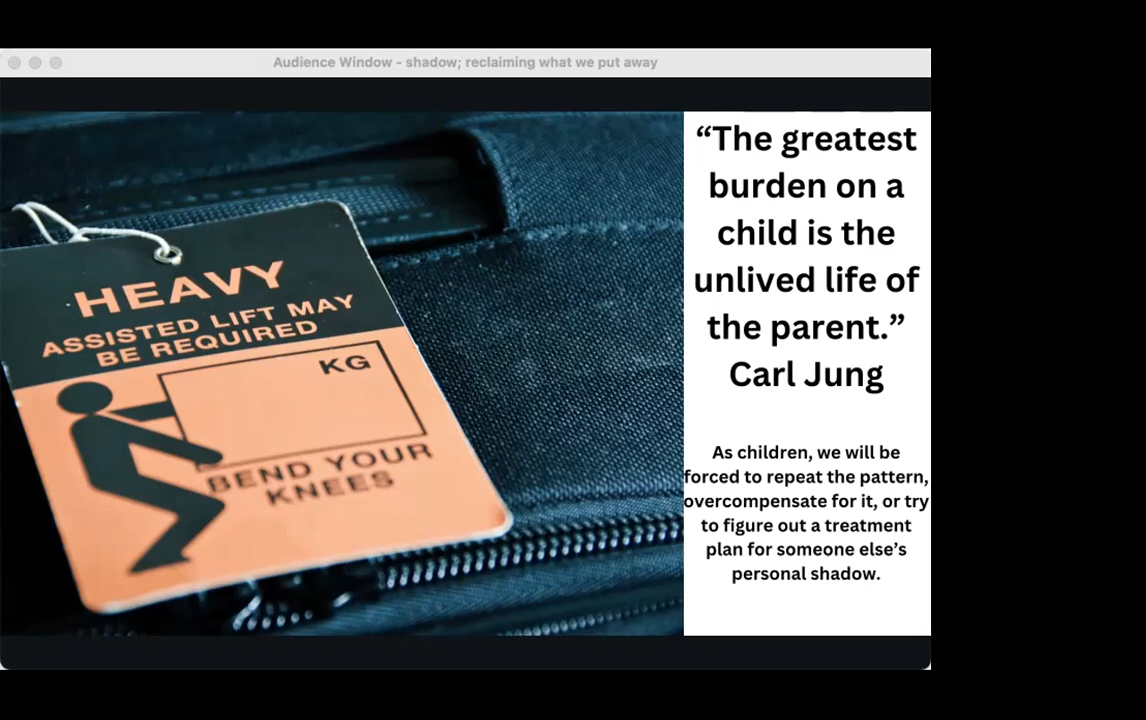 Audience Window - shadow; reclaiming what we put away
HEAVY
ASSISTED LIFT MAY
BE REQUIRED
KG
BEND YOUR
KNEES
“The greatest
burden on a
child is the
unlived life of
the parent.”
Carl Jung
As children, we will be
forced to repeat the pattern,
overcompensate for it, or try
to figure out a treatment
plan for someone else’s
personal shadow.